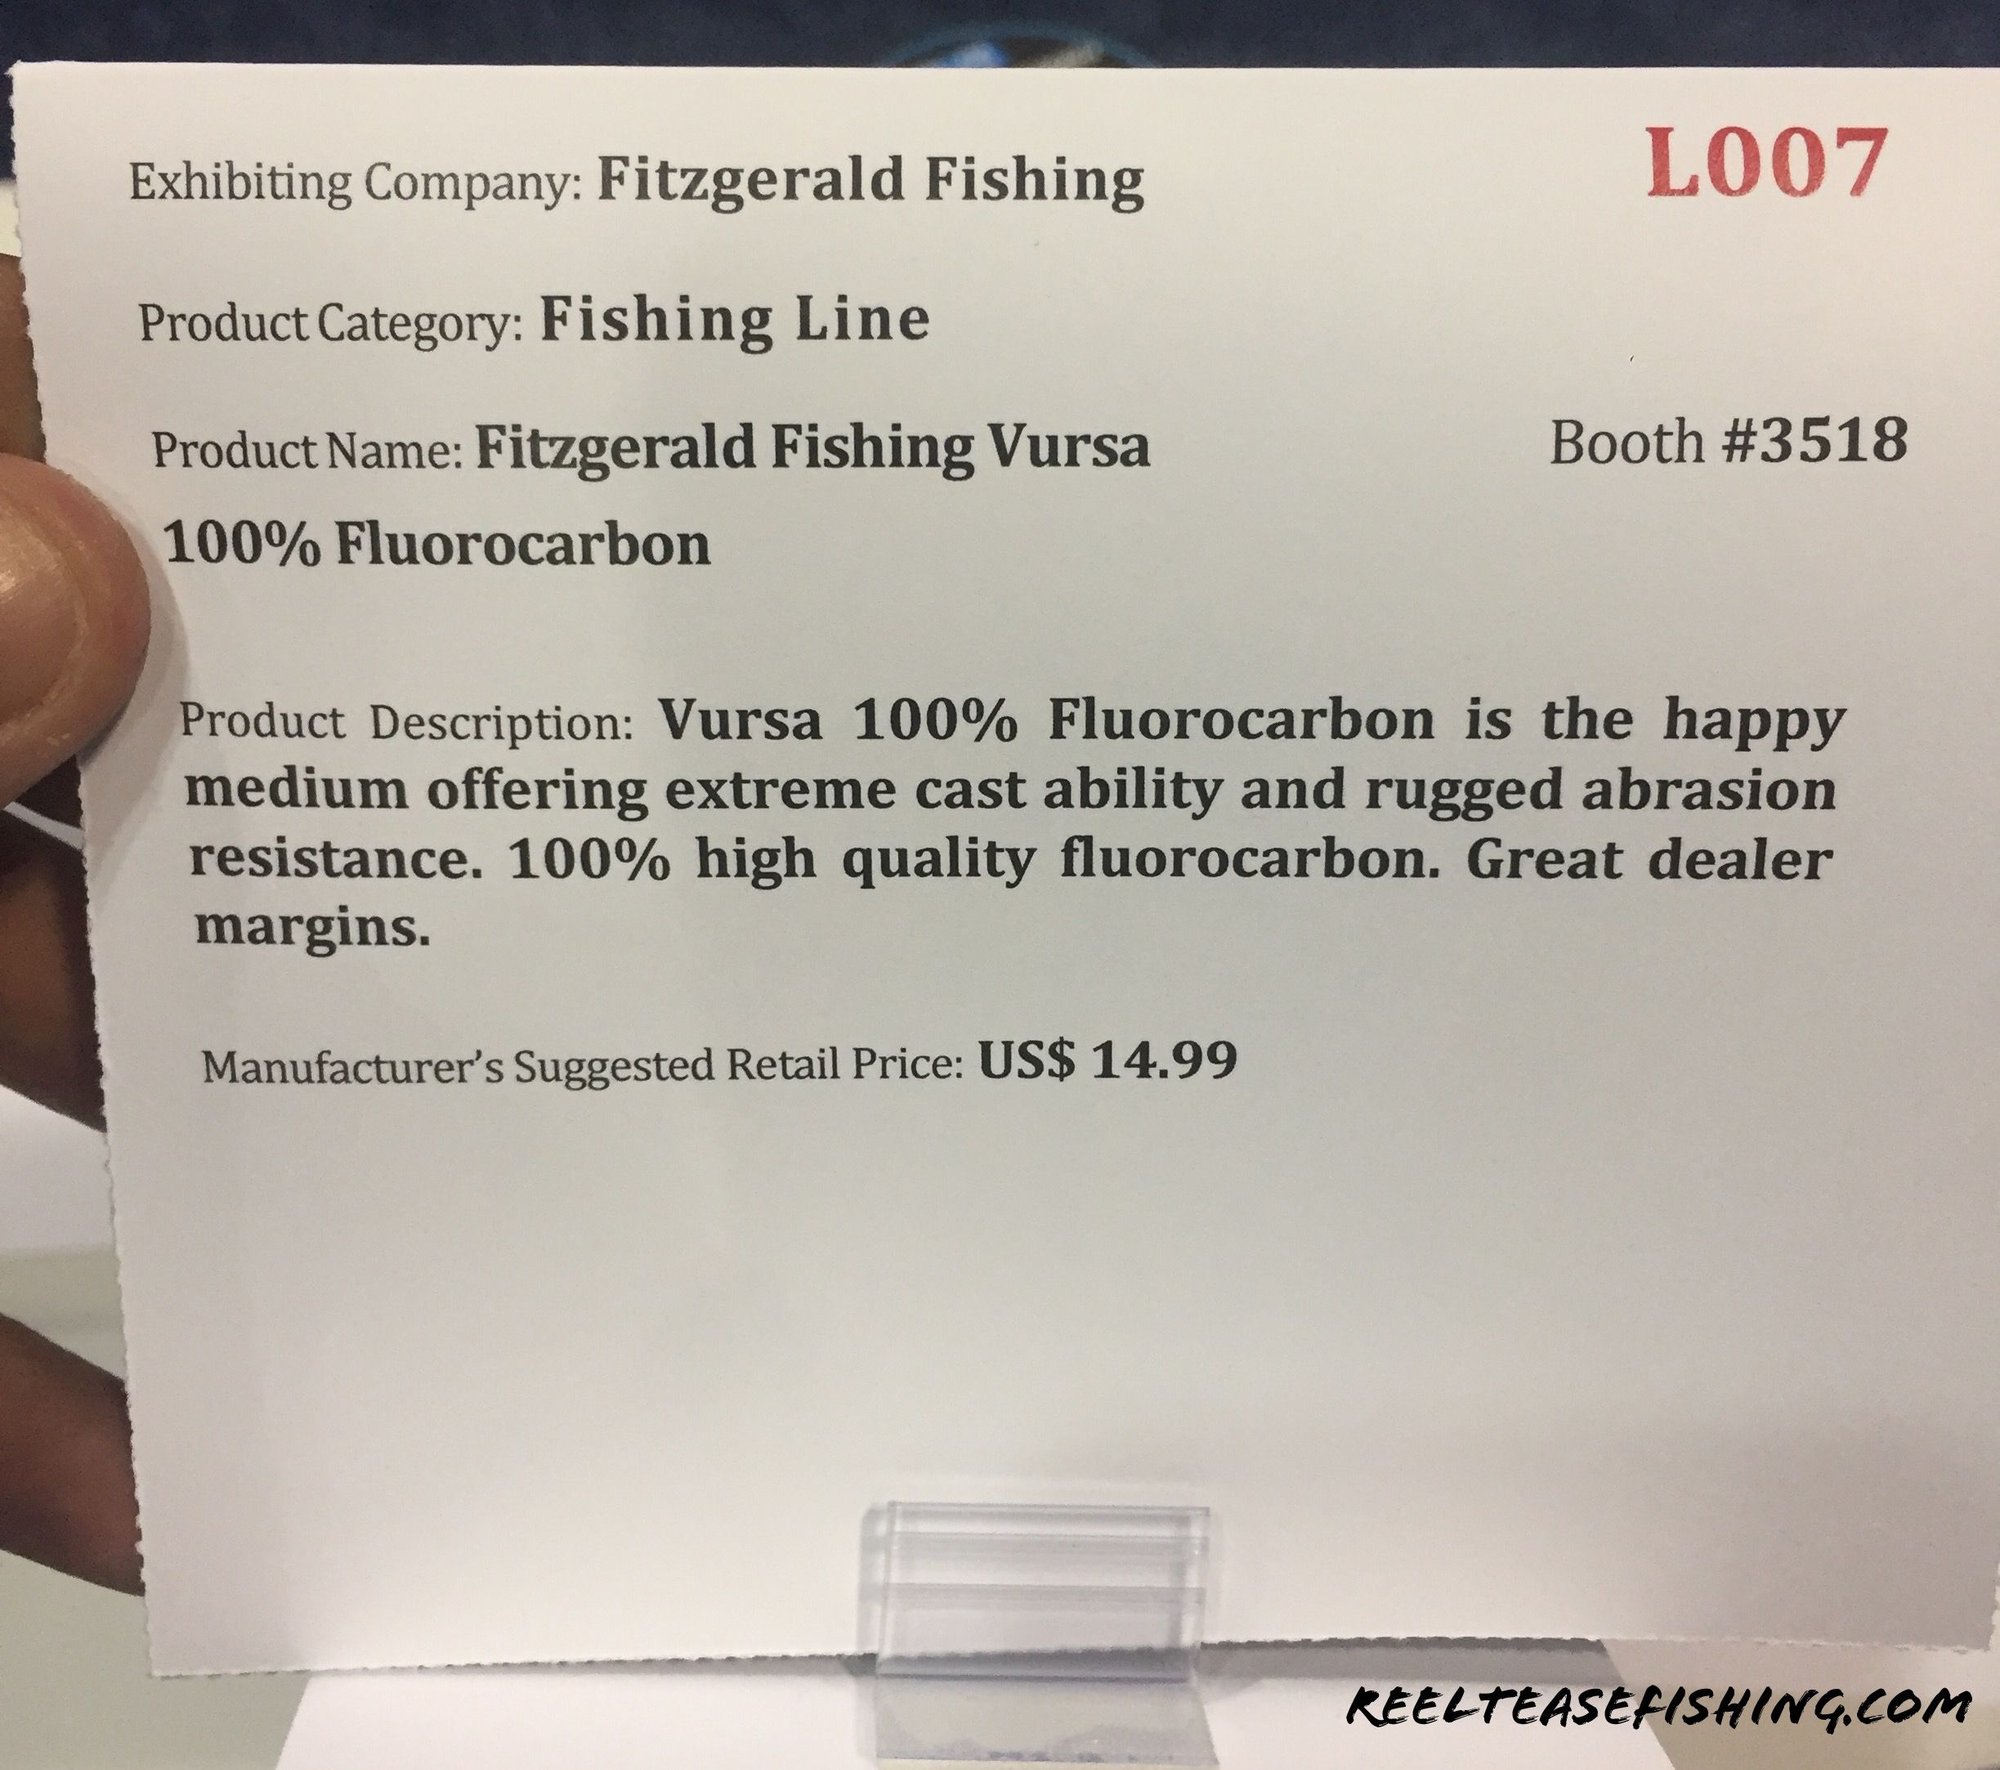 L007
Exhibiting Company: Fitzgerald Fishing
Product Category: Fishing Line
Product Name: Fitzgerald Fishing Vursa
Booth #3518
100% Fluorocarbon
Product Description: Vursa 100% Fluorocarbon is the happy
medium offering extreme cast ability and rugged abrasion
resistance. 100% high quality fluorocarbon. Great dealer
margins.
Manufacturer's Suggested Retail Price: US$ 14.99
REELTEASEFISHING.COM